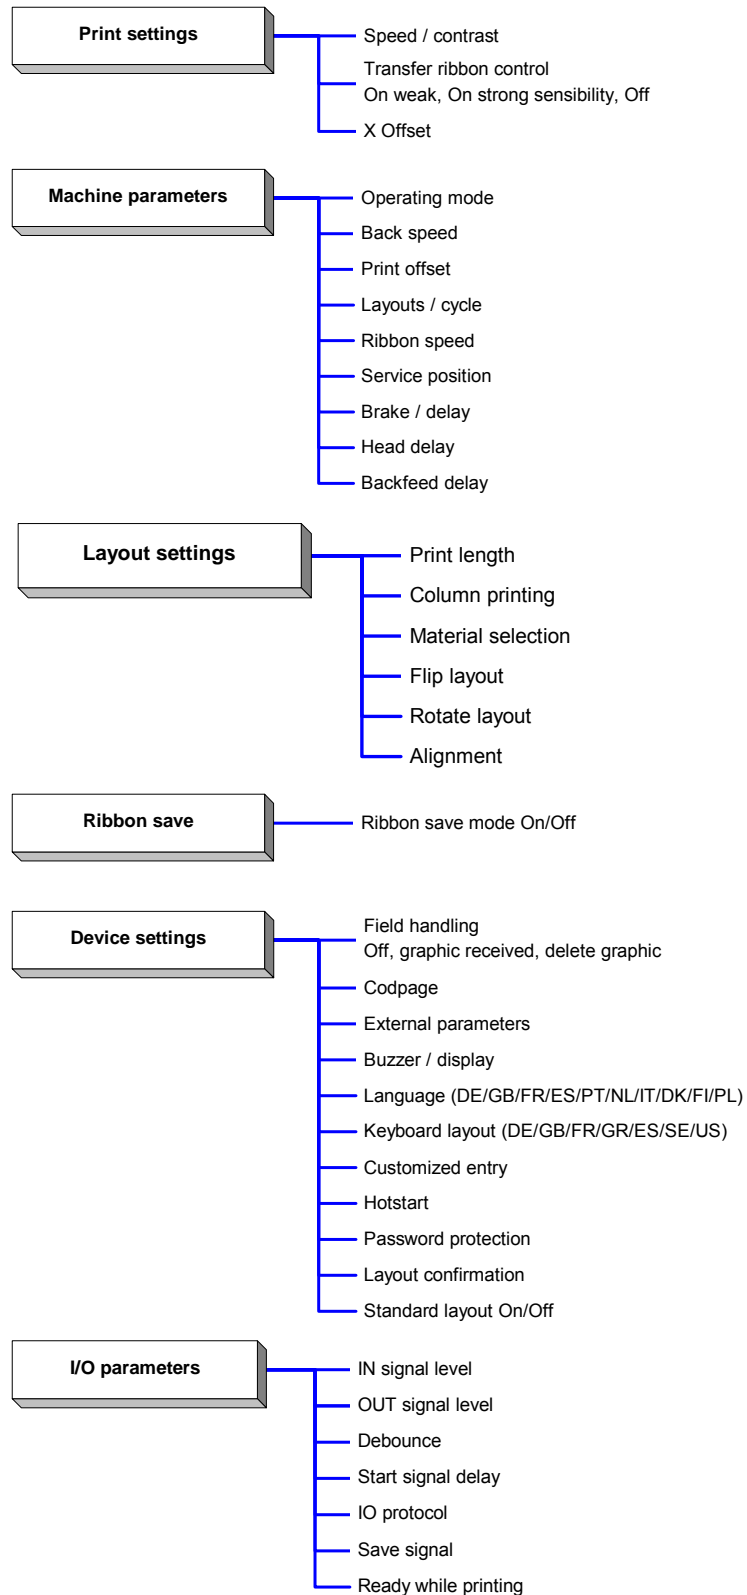 Print settings
Speed / contrast
Transfer ribbon control
On weak, On strong sensibility, Off
X Offset
Machine parameters
Operating mode
Back speed
Print offset
Layouts / cycle
Ribbon speed
Service position
Brake / delay
Head delay
Backfeed delay
Layout settings
Print length
Column printing
Material selection
Flip layout
Rotate layout
Alignment
Ribbon save
Ribbon save mode On/Off
Device settings
Field handling
Off, graphic received, delete graphic
Codpage
External parameters
Buzzer / display
Language (DE/GB/FR/ES/PT/NL/IT/DK/FI/PL)
Keyboard layout (DE/GB/FR/GR/ES/SE/US)
Customized entry
Hotstart
Password protection
Layout confirmation
Standard layout On/Off
I/O parameters
IN signal level
OUT signal level
Debounce
Start signal delay
IO protocol
Save signal
Ready while printing